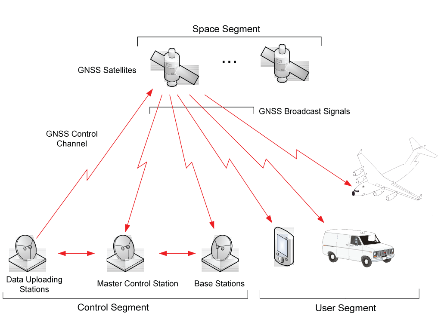 Space Segment
GNSS Satellites
...
GNSS Broadcast Signals
GNSS Control
Channel
Data Uploading
Stations
Master Control Station
Base Stations
Control Segment
User Segment